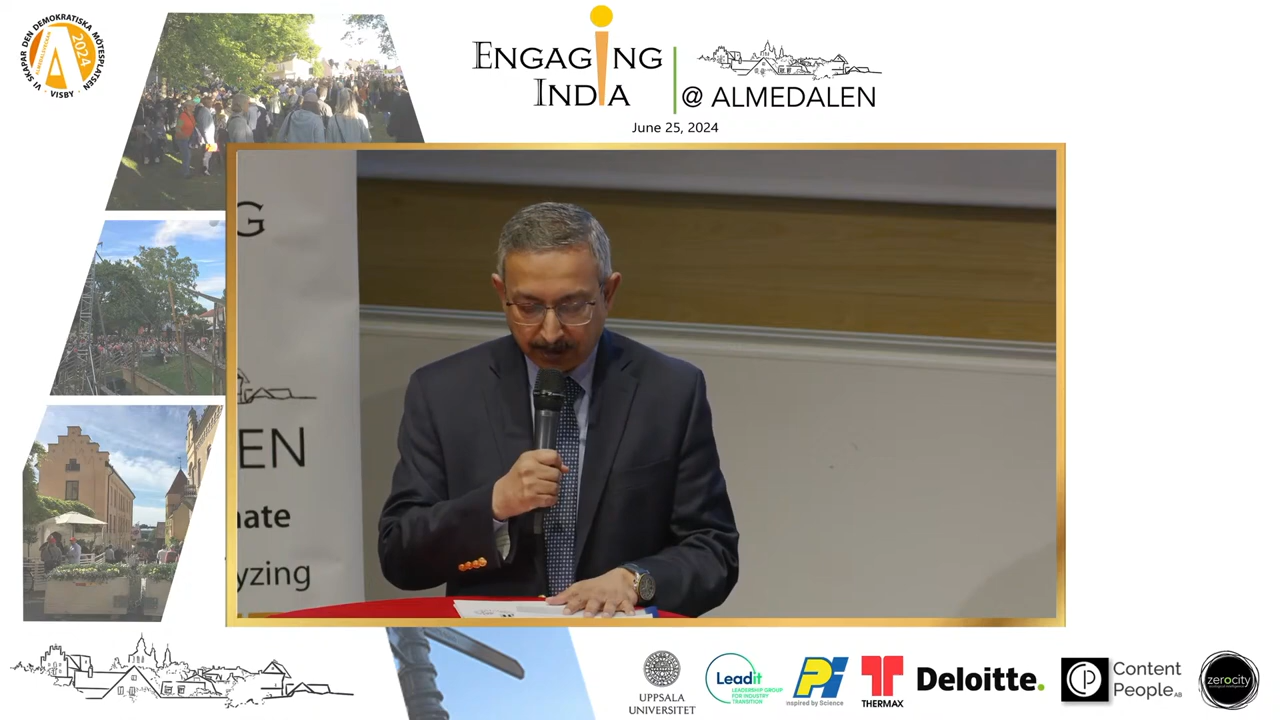 VI SKAPAR DEN DEMOKRATISKA MÖTESPLATSEN
2024
· VISBY ·
ENGAGING
INDIA
@ ALMEDALEN
June 25, 2024
G
EN
nate
yzing
UPPSALA
UNIVERSITET
Leadit
LEADERSHIP GROUP
FOR INDUSTRY
TRANSITION
Pi
Inspired by Science
THERMAX
Deloitte.
Content
People AB
zerocity